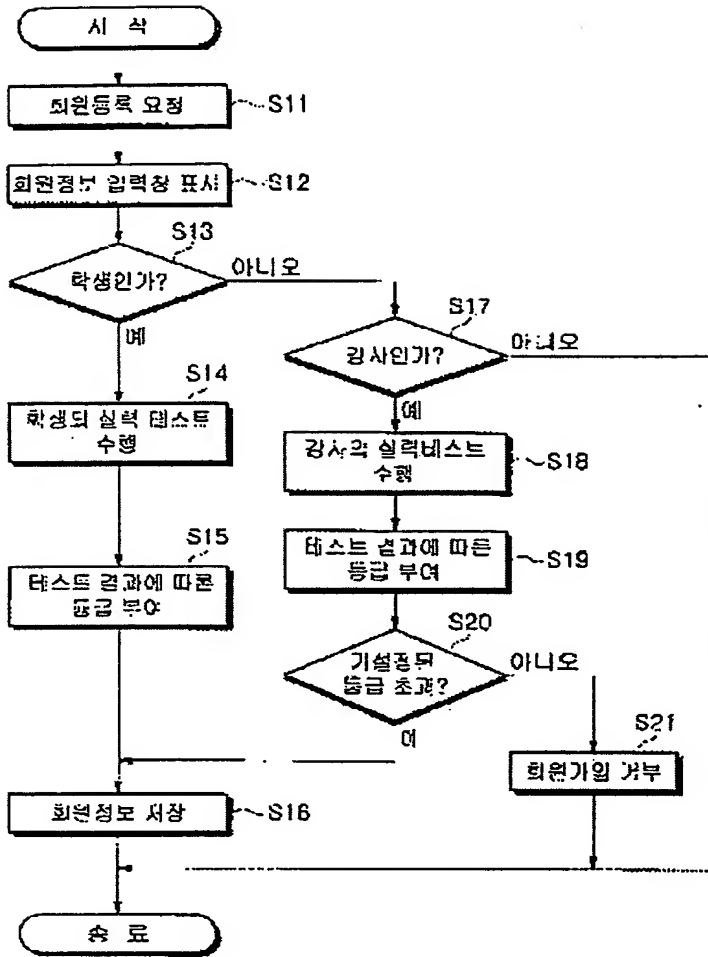 시 작
회원등록 요청
S11
회원정보 입력창 표시
S12
S13
학생인가?
아니오
예
S17
강사인가?
아니오
예
S14
학생의 실력 테스트
수행
강사의 실력테스트
수행
S18
S15
테스트 결과에 따른
등급 부여
테스트 결과에 따른
등급 부여
S19
S20
기설정된
등급 초과?
아니오
예
S21
회원가입 거부
회원정보 저장
S16
종 료